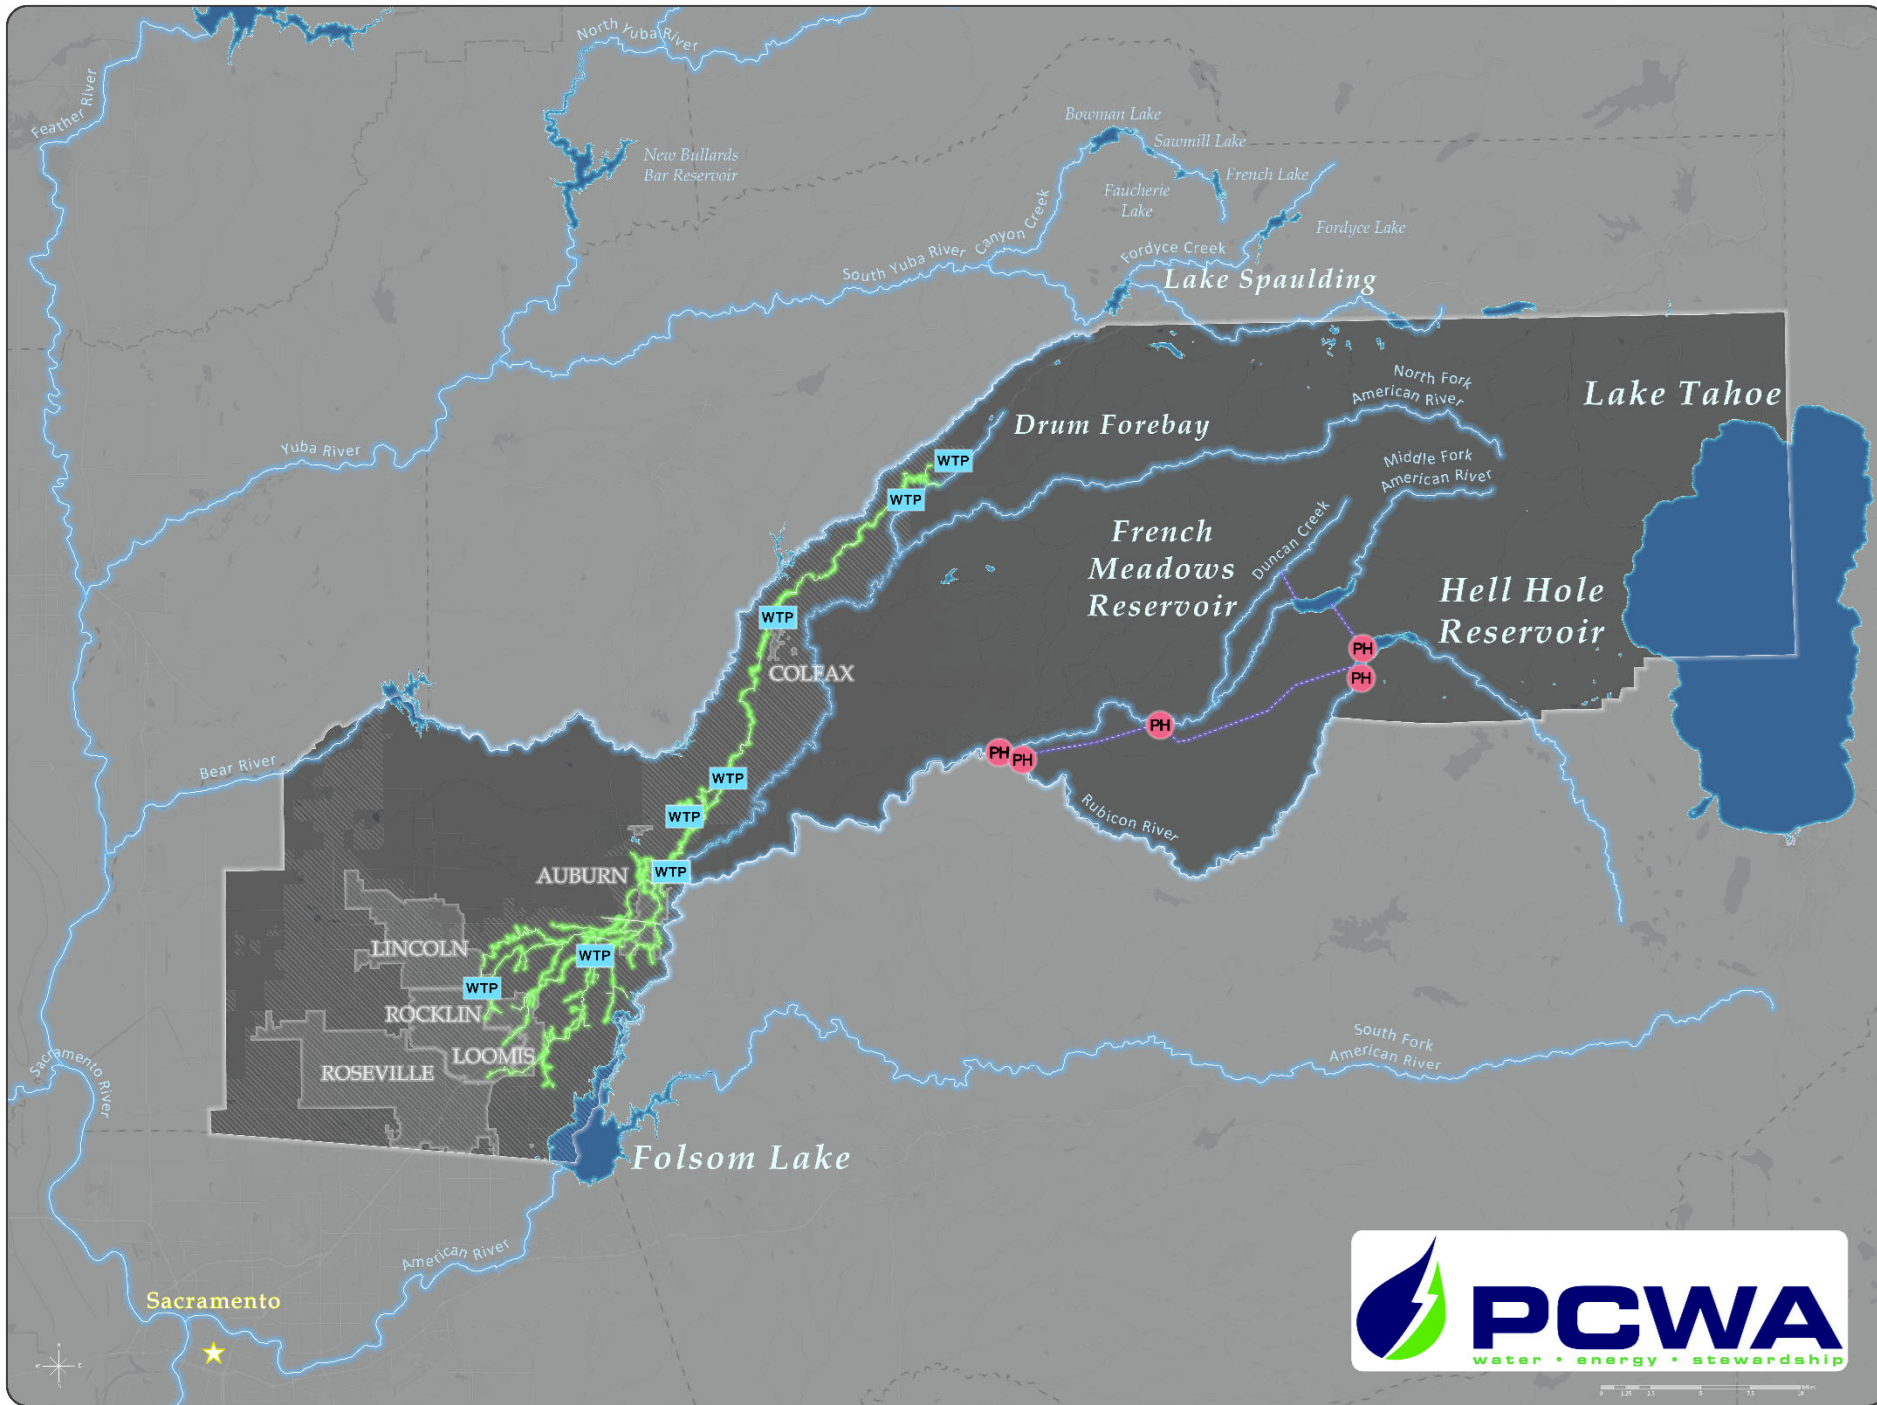 North Yuba River
Feather River
New Bullards
Bar Reservoir
Bowman Lake
Sawmill Lake
French Lake
Faucherie
Lake
Fordyce Lake
Canyon Creek
South Yuba River
Fordyce Creek
Lake Spaulding
Lake Tahoe
North Fork
American River
Drum Forebay
Yuba River
Middle Fork
American River
WTP
WTP
French
Meadows
Reservoir
Duncan Creek
Hell Hole
Reservoir
WTP
COLFAX
PH
PH
PH
PH
PH
Bear River
WTP
WTP
Rubicon River
AUBURN
WTP
LINCOLN
WTP
WTP
ROCKLIN
LOOMIS
ROSEVILLE
Sacramento River
South Fork
American River
Folsom Lake
American River
Sacramento
PCWA
water • energy • stewardship